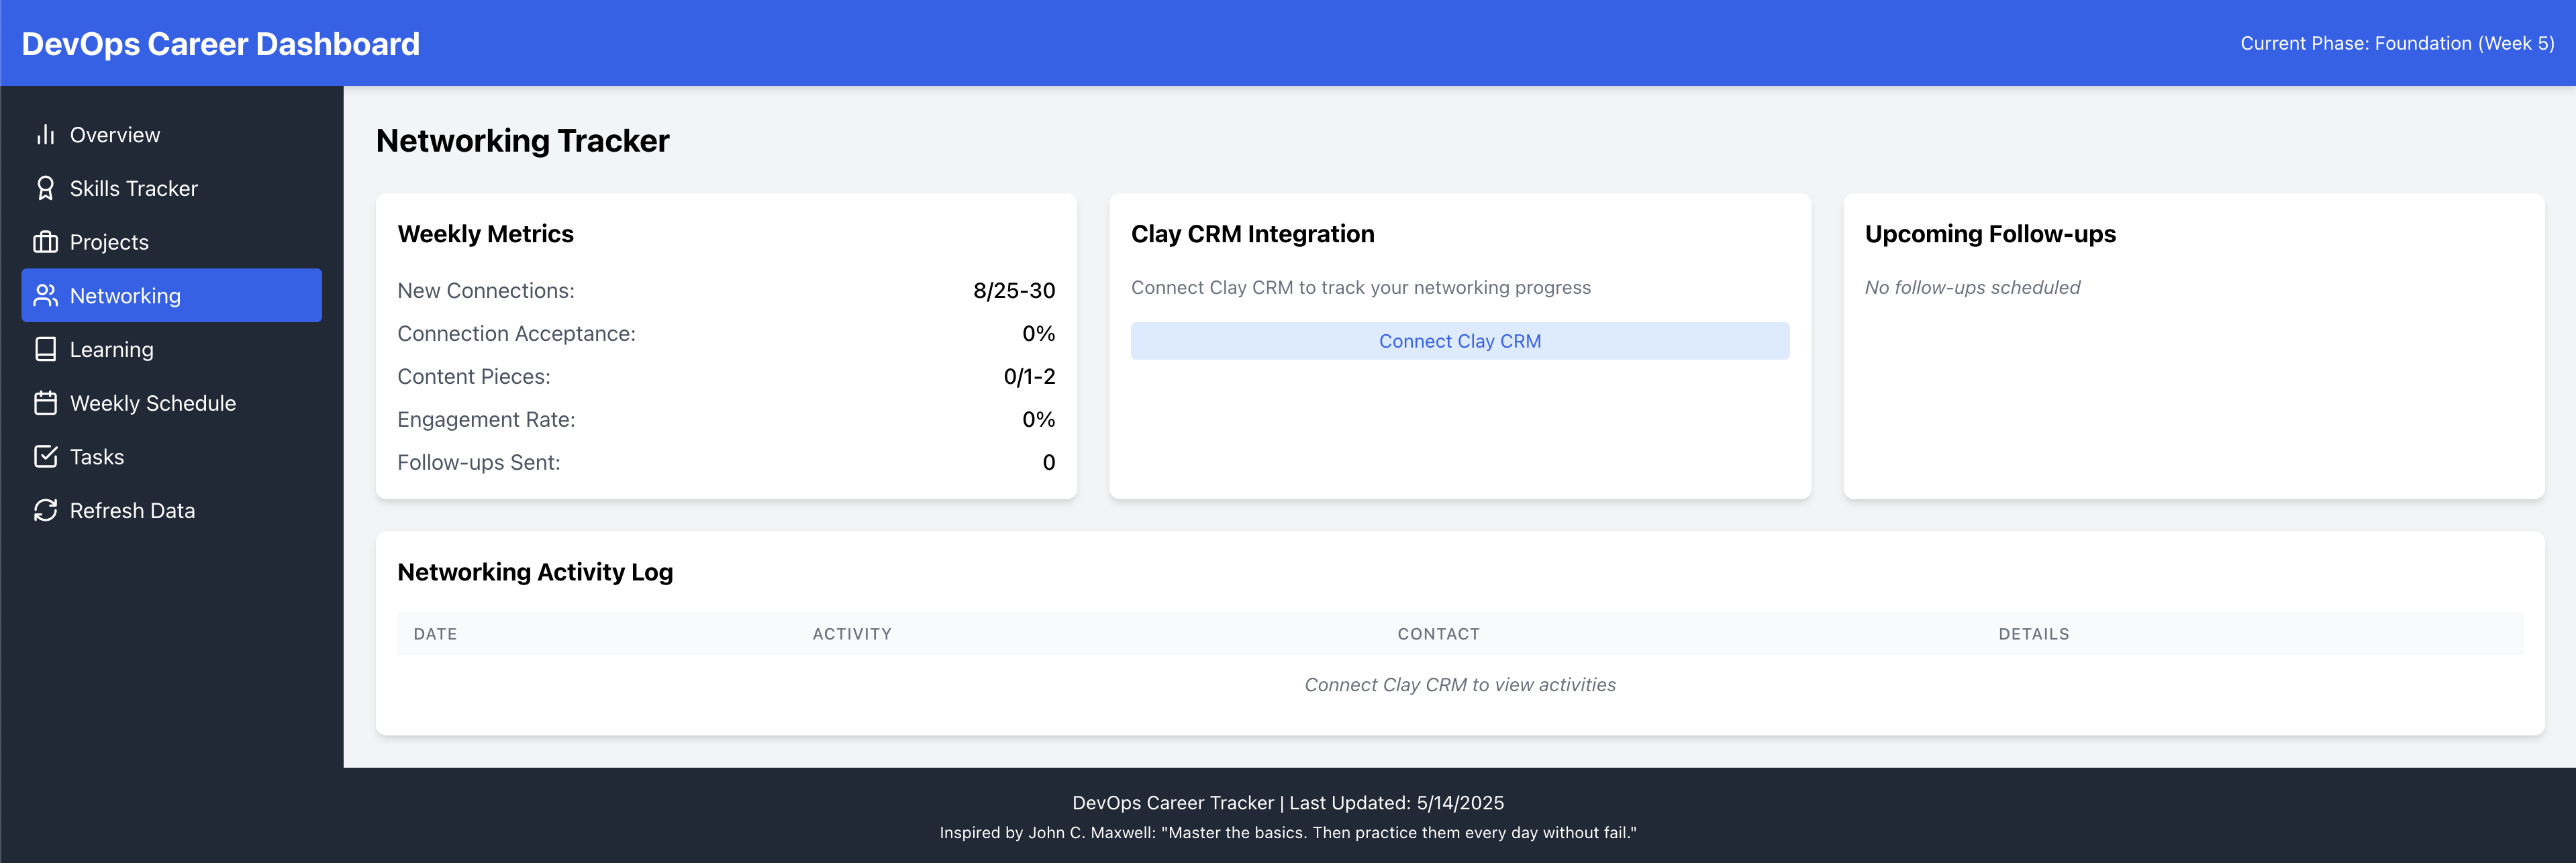 DevOps Career Dashboard
Current Phase: Foundation (Week 5)
Overview
Skills Tracker
Projects
Networking
Learning
Weekly Schedule
Tasks
Refresh Data
Networking Tracker
Weekly Metrics
New Connections: 8/25-30
Connection Acceptance: 0%
Content Pieces: 0/1-2
Engagement Rate: 0%
Follow-ups Sent: 0
Clay CRM Integration
Connect Clay CRM to track your networking progress
Connect Clay CRM
Upcoming Follow-ups
No follow-ups scheduled
Networking Activity Log
DATE ACTIVITY CONTACT DETAILS
Connect Clay CRM to view activities
DevOps Career Tracker | Last Updated: 5/14/2025
Inspired by John C. Maxwell: "Master the basics. Then practice them every day without fail."